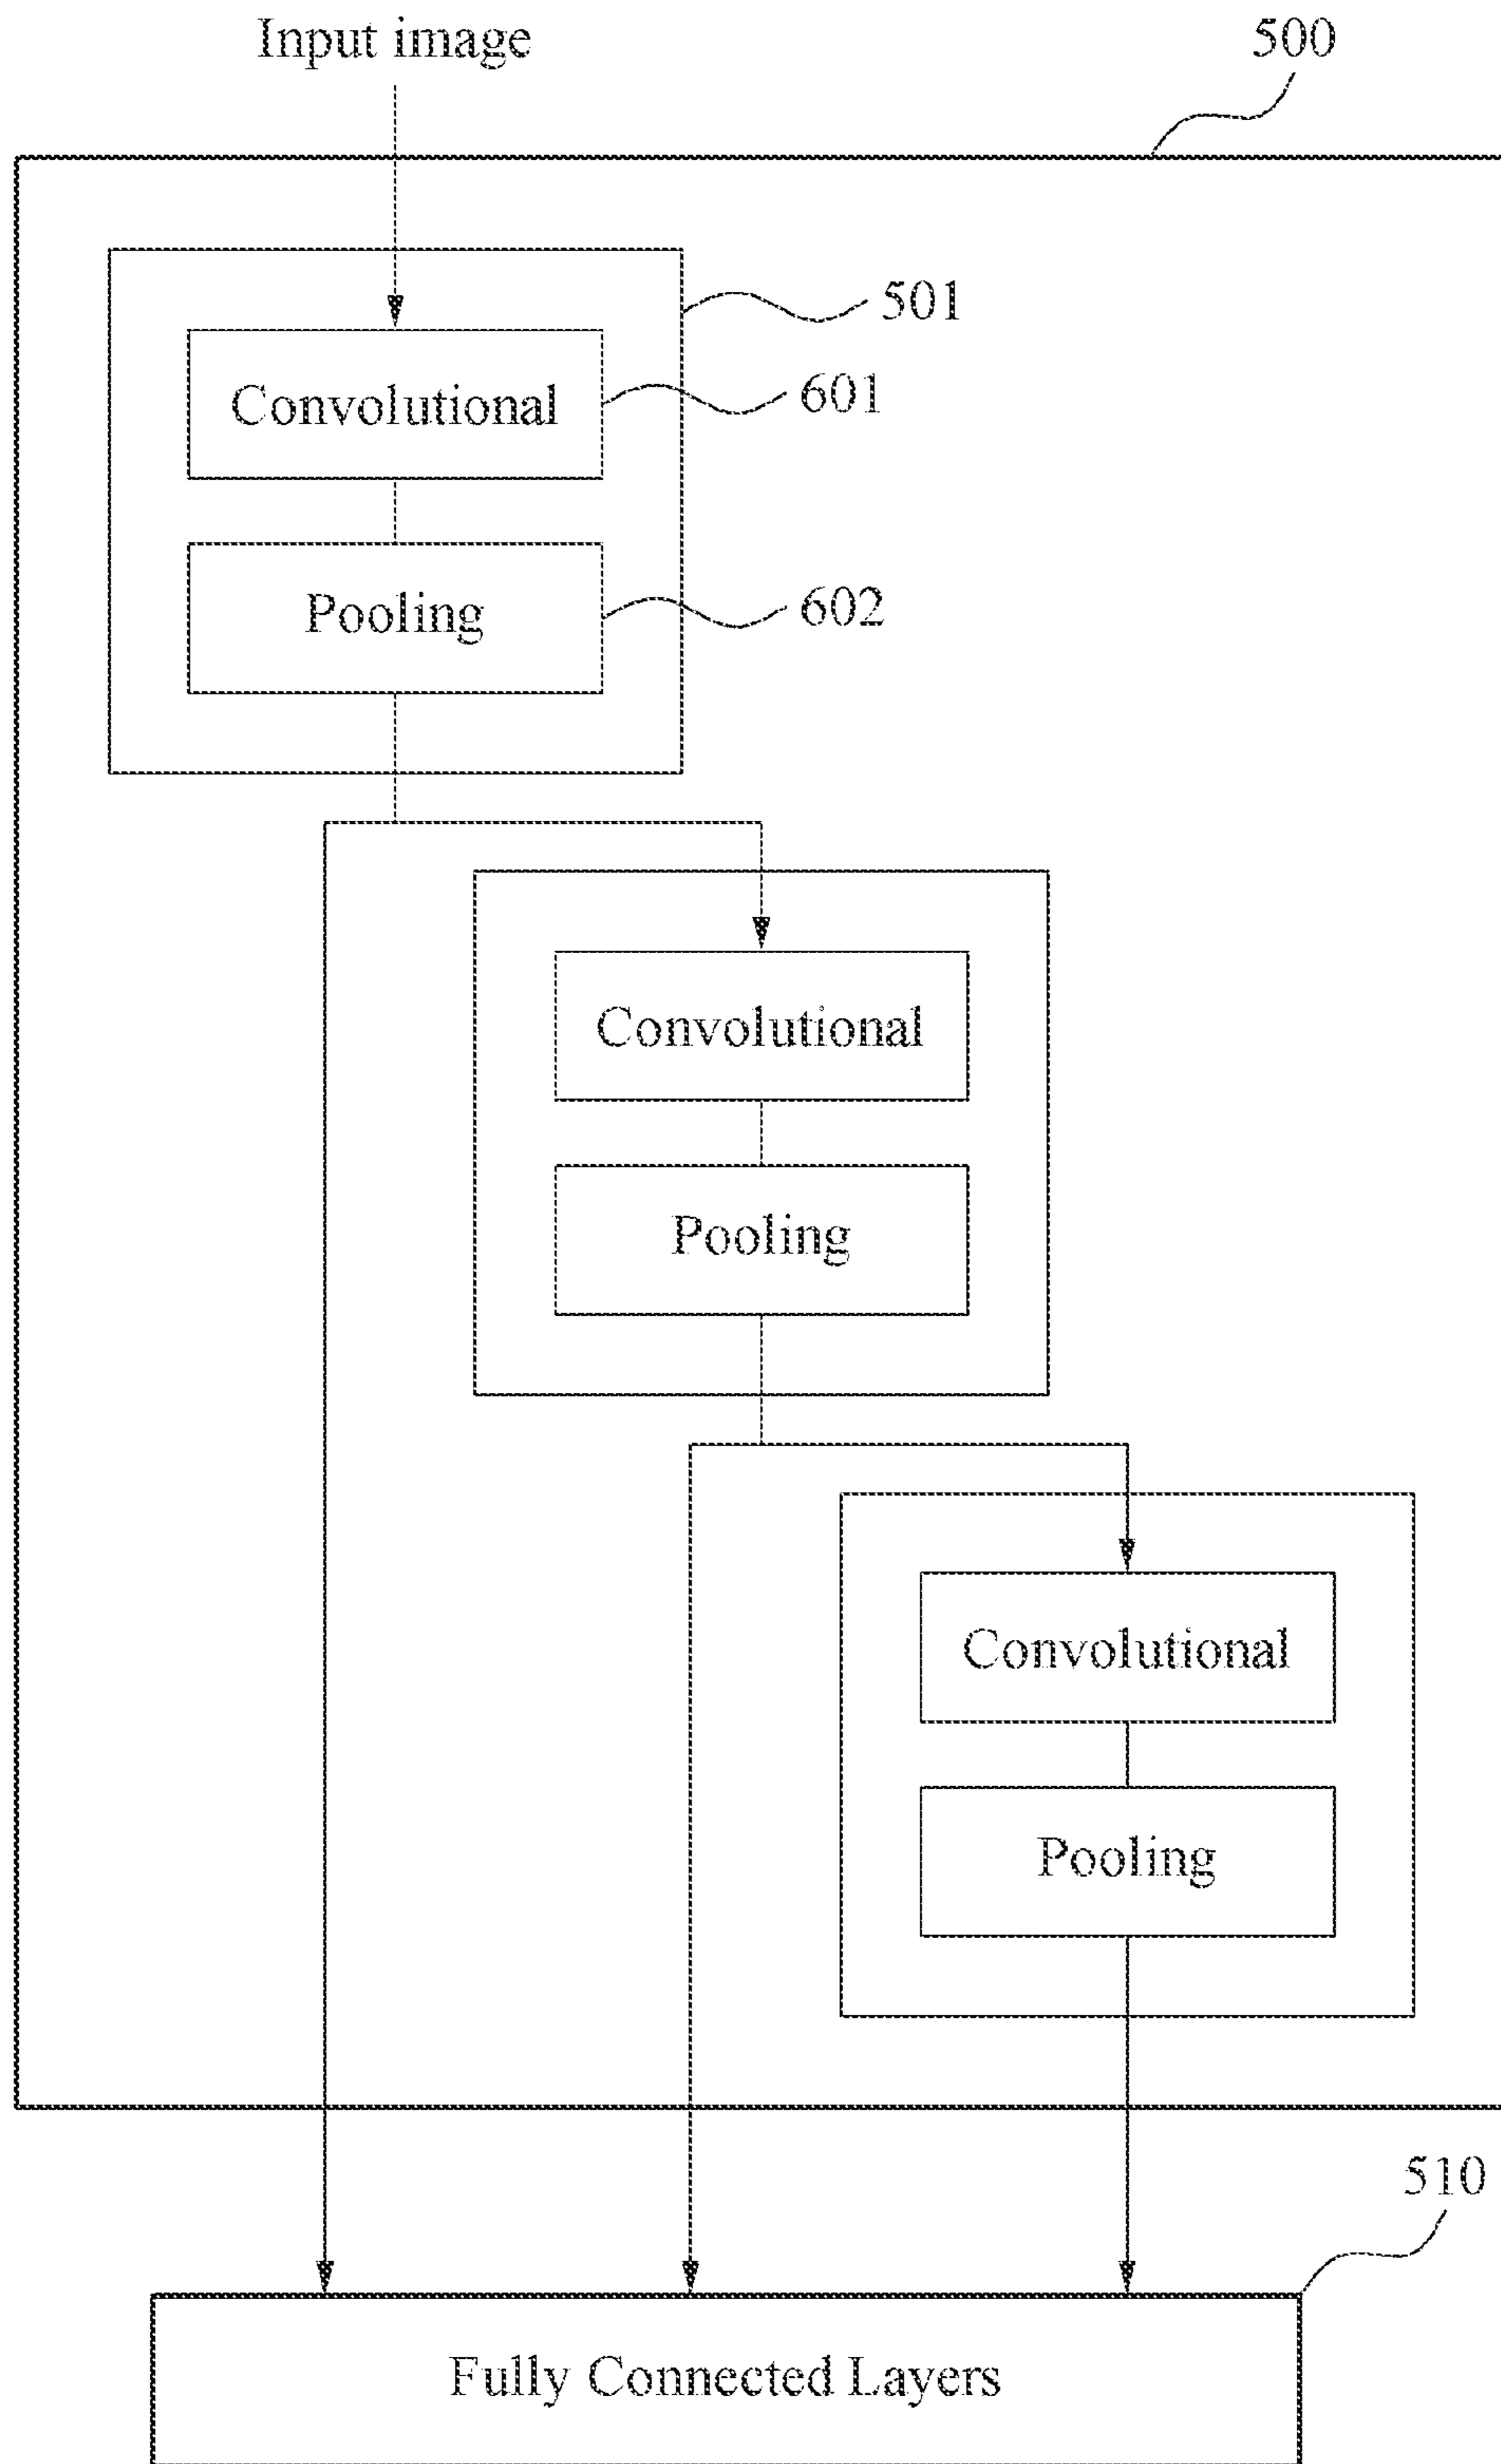 Input image
500
501
Convolutional
601
Pooling
602
Convolutional
Pooling
Convolutional
Pooling
510
Fully Connected Layers